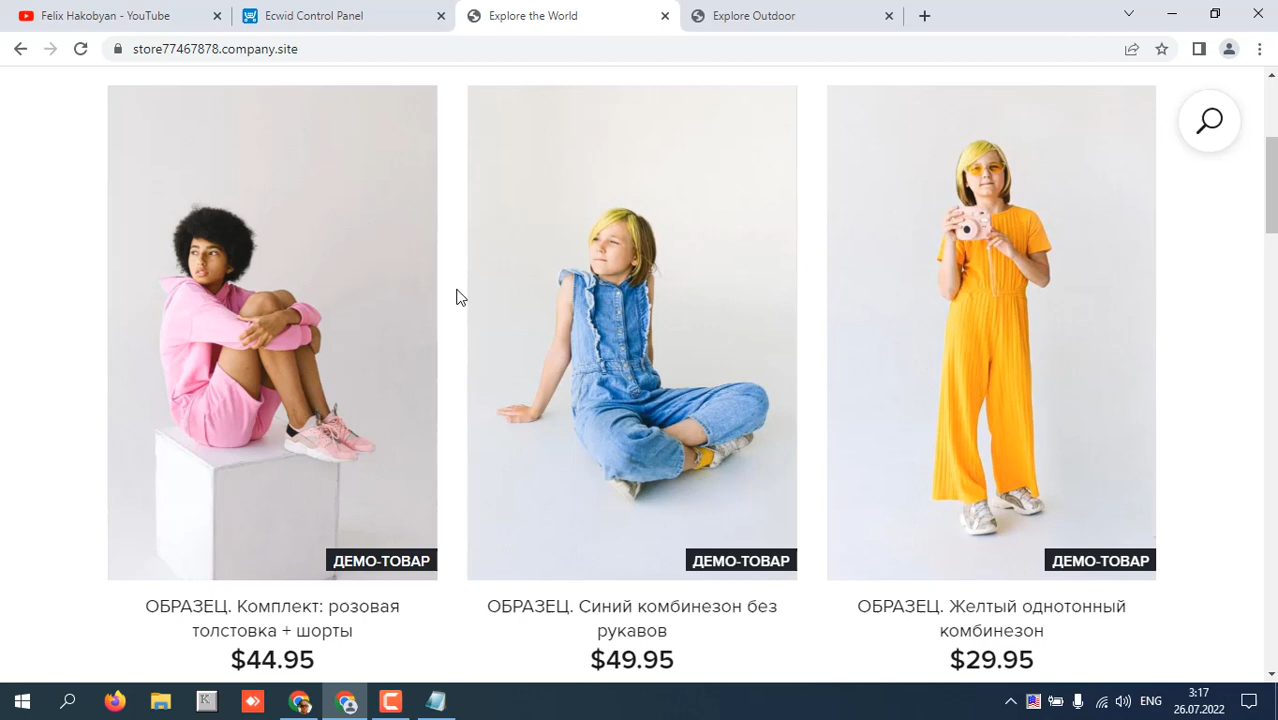 Felix Hakobyan - YouTube
Ecwid Control Panel
Explore the World
Explore Outdoor
store77467878.company.site
ДЕМО-ТОВАР
ДЕМО-ТОВАР
ДЕМО-ТОВАР
ОБРАЗЕЦ. Комплект: розовая
толстовка + шорты
$44.95
ОБРАЗЕЦ. Синий комбинезон без
рукавов
$49.95
ОБРАЗЕЦ. Желтый однотонный
комбинезон
$29.95
ENG
3:17
26.07.2022